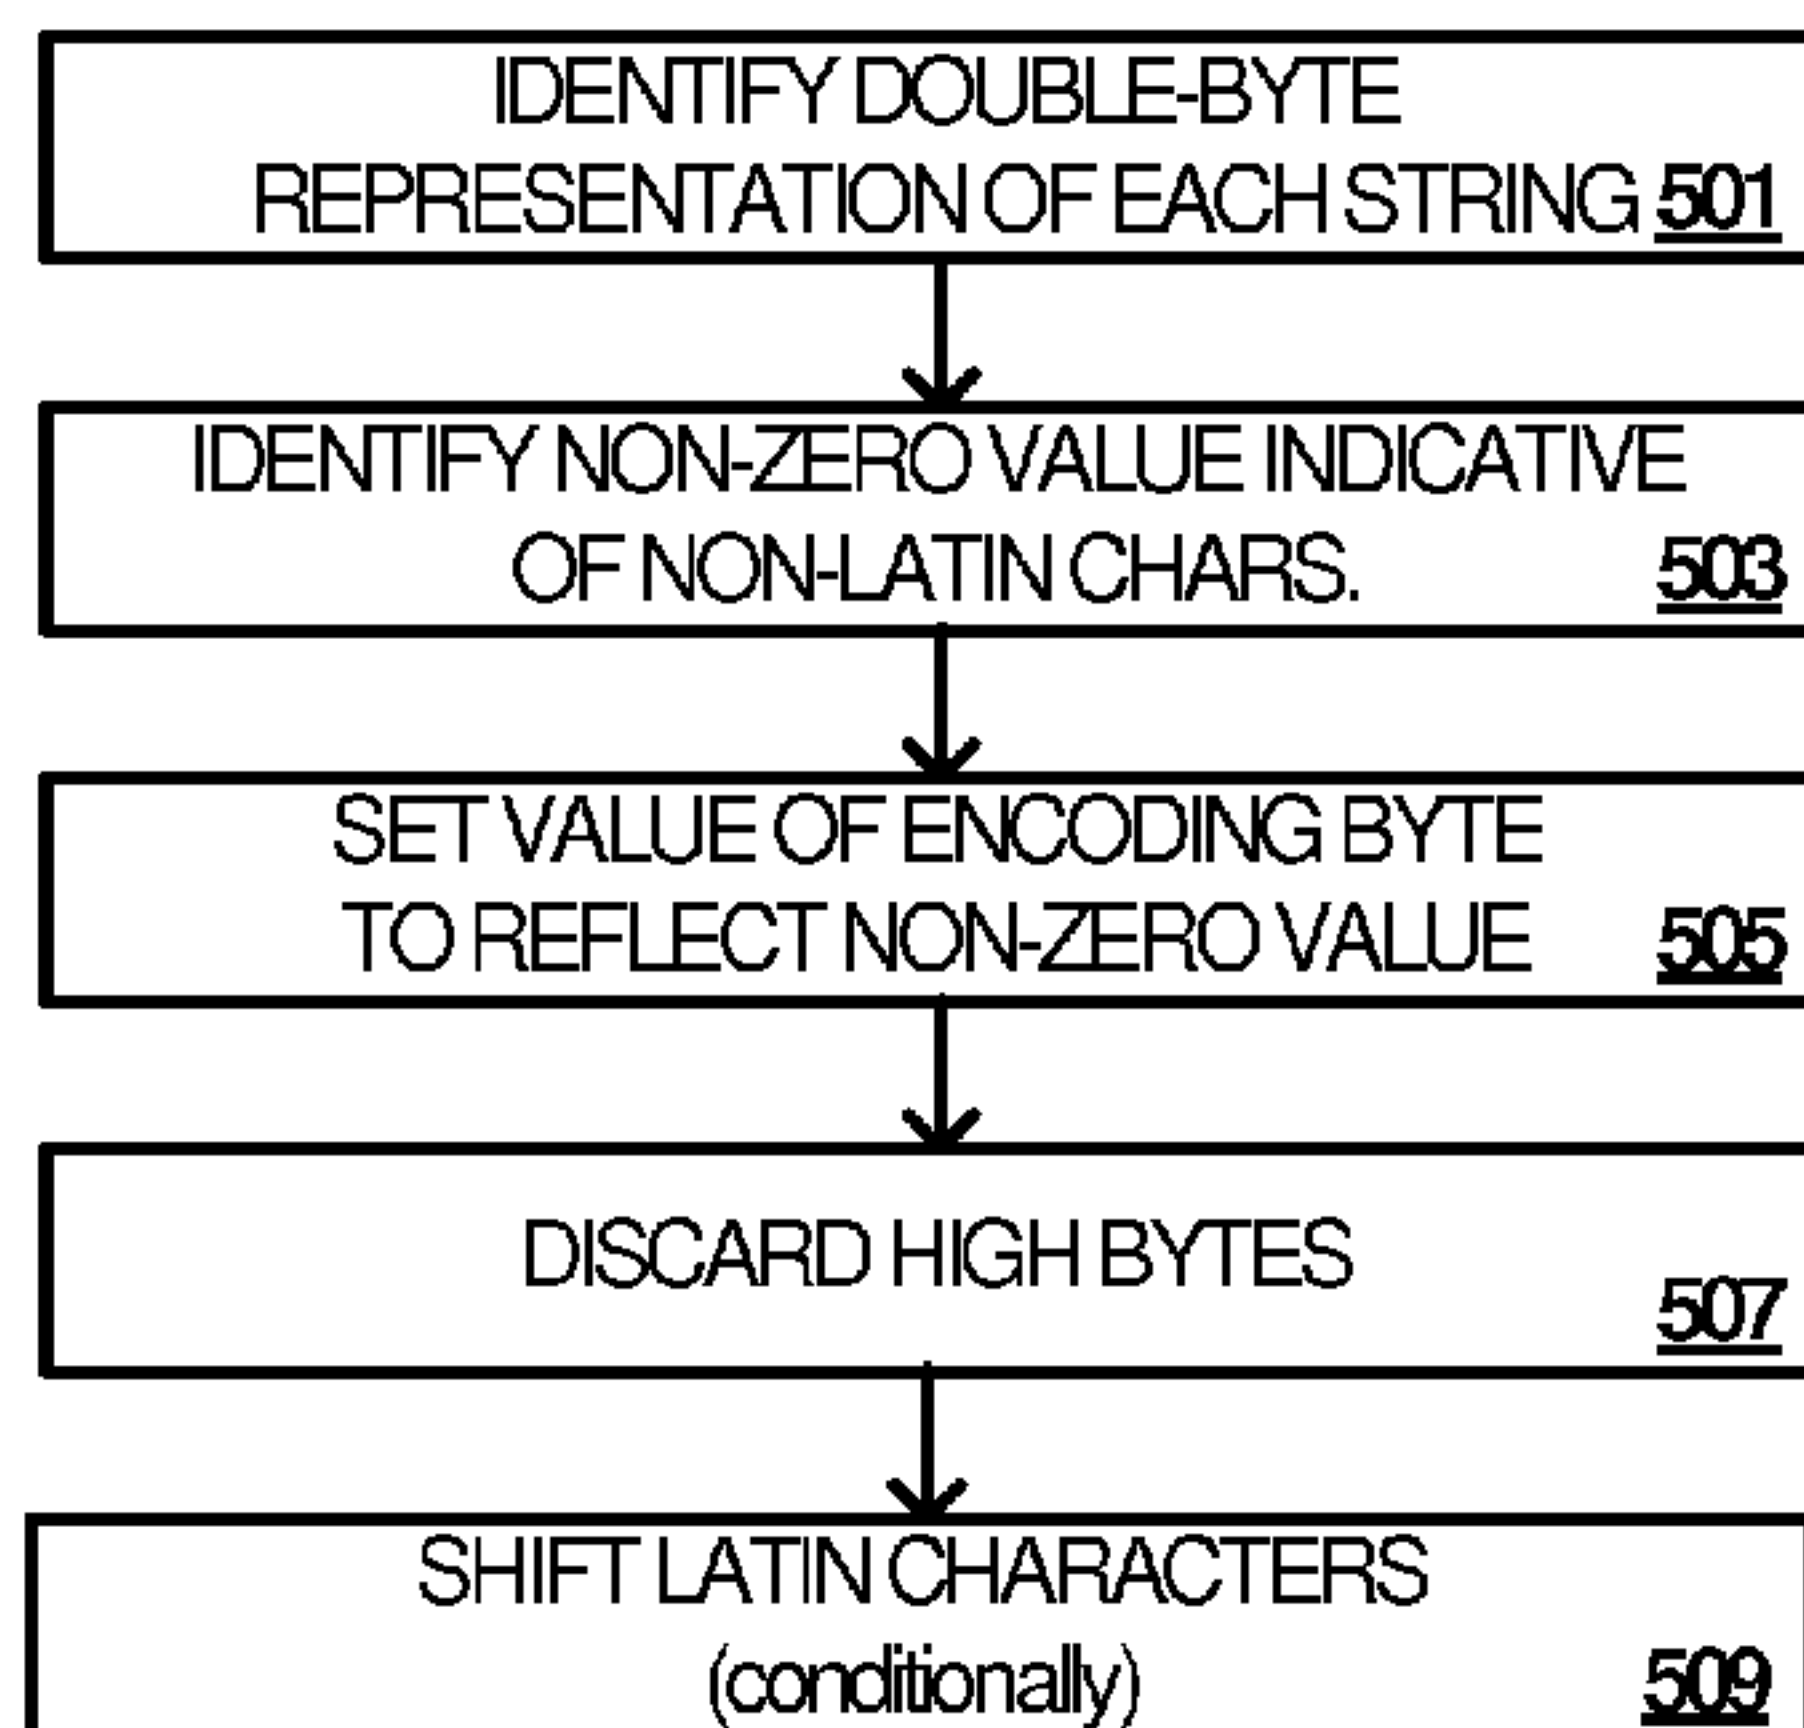 IDENTIFY DOUBLE-BYTE
REPRESENTATION OF EACH STRING 501
IDENTIFY NON-ZERO VALUE INDICATIVE
OF NON-LATIN CHARS. 503
SET VALUE OF ENCODING BYTE
TO REFLECT NON-ZERO VALUE 505
DISCARD HIGH BYTES
507
SHIFT LATIN CHARACTERS
(conditionally) 509